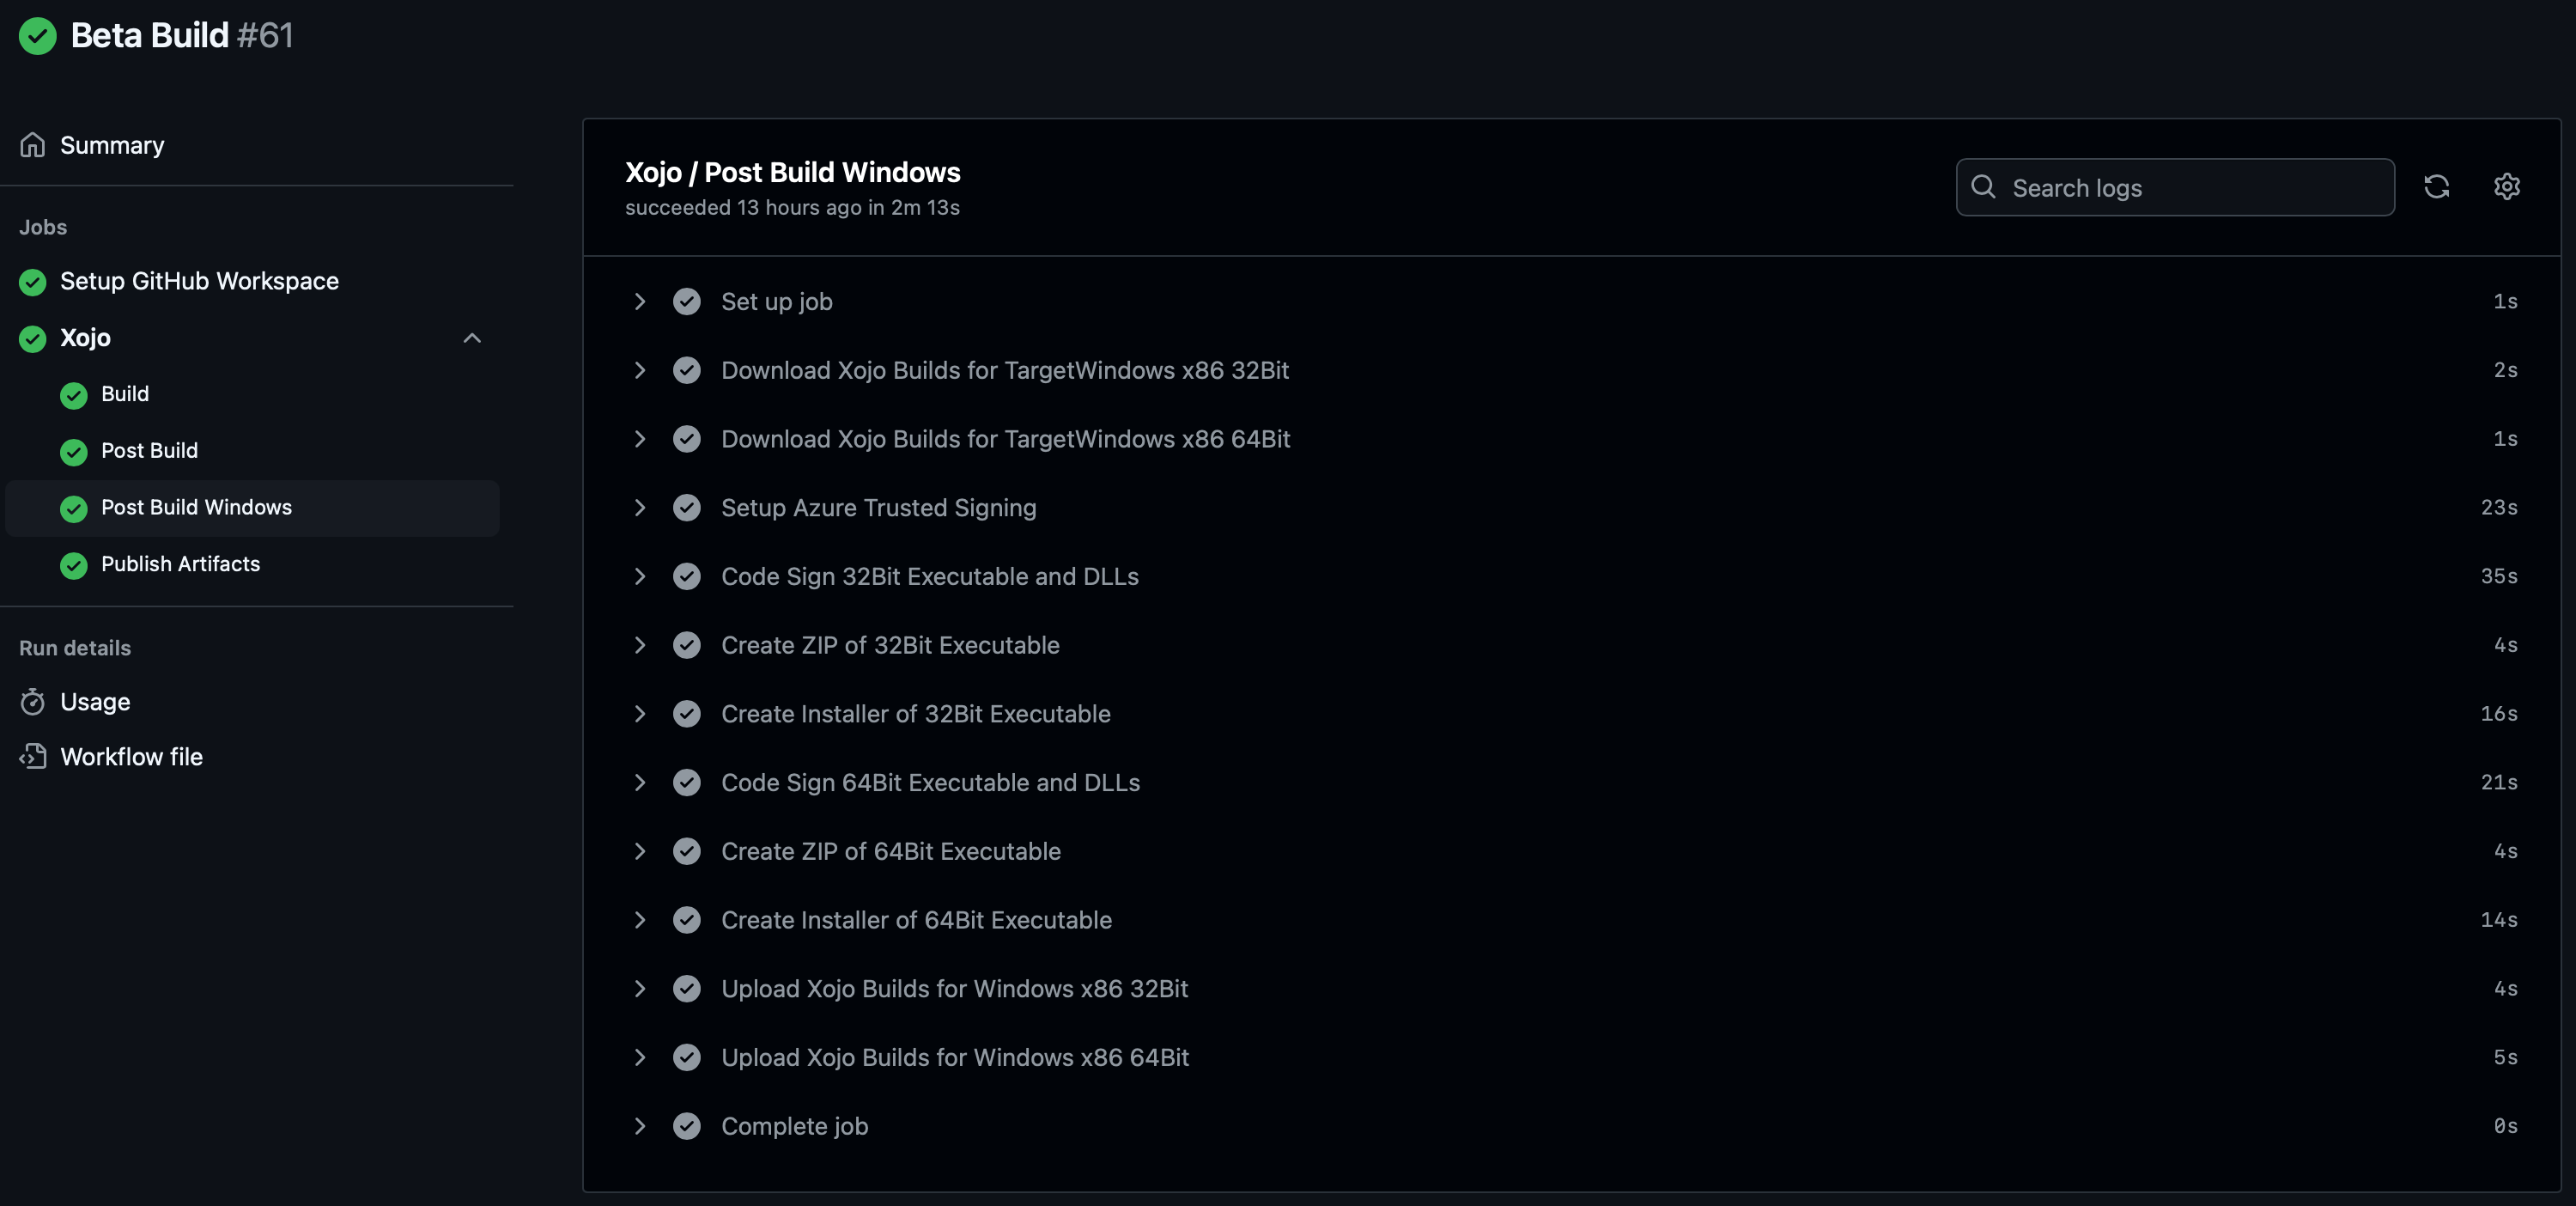 Beta Build #61
Summary
Jobs
Setup GitHub Workspace
Xojo
Build
Post Build
Post Build Windows
Publish Artifacts
Run details
Usage
Workflow file
Xojo / Post Build Windows
succeeded 13 hours ago in 2m 13s
Search logs
Set up job 1s
Download Xojo Builds for TargetWindows x86 32Bit 2s
Download Xojo Builds for TargetWindows x86 64Bit 1s
Setup Azure Trusted Signing 23s
Code Sign 32Bit Executable and DLLs 35s
Create ZIP of 32Bit Executable 4s
Create Installer of 32Bit Executable 16s
Code Sign 64Bit Executable and DLLs 21s
Create ZIP of 64Bit Executable 4s
Create Installer of 64Bit Executable 14s
Upload Xojo Builds for Windows x86 32Bit 4s
Upload Xojo Builds for Windows x86 64Bit 5s
Complete job 0s